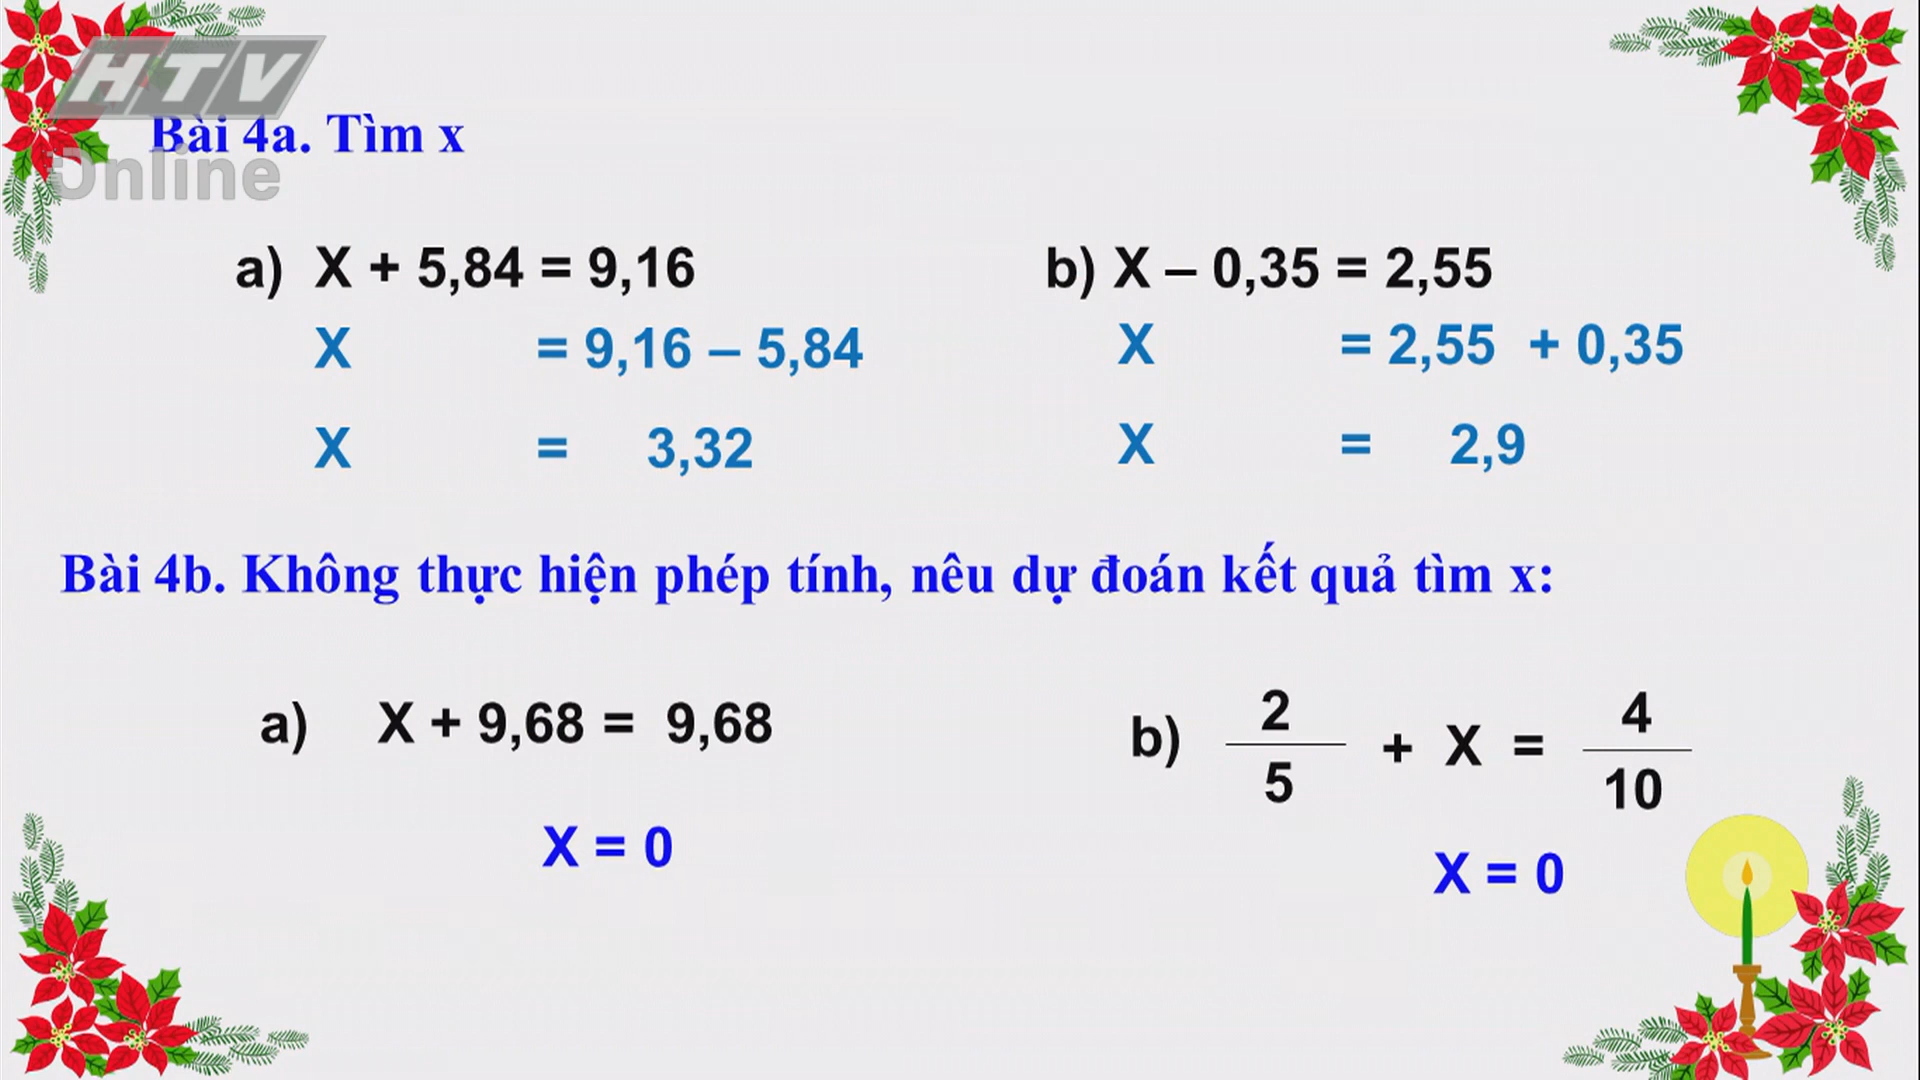 HTV
Online
Bài 4a. Tìm x
a) X + 5,84 = 9,16
X = 9,16 – 5,84
X = 3,32
b) X – 0,35 = 2,55
X = 2,55 + 0,35
X = 2,9
Bài 4b. Không thực hiện phép tính, nêu dự đoán kết quả tìm x:
a) X + 9,68 = 9,68
X = 0
b) 2/5 + X = 4/10
X = 0